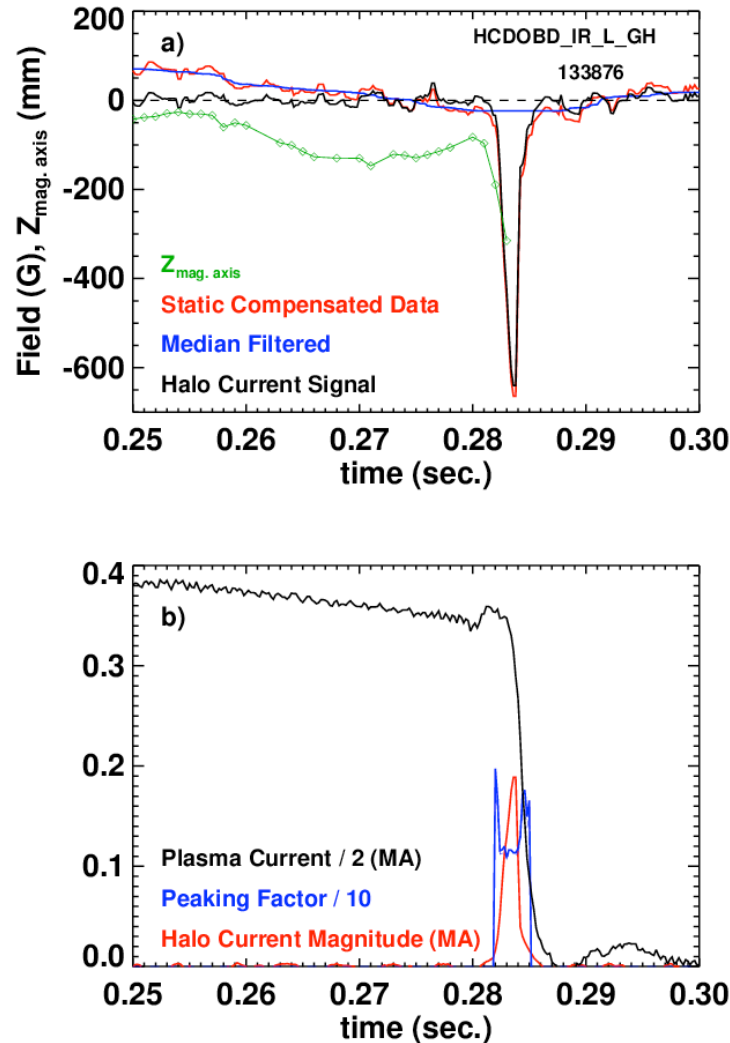 a)
HCDOBD_IR_L_GH
133876
200
0
-200
-400
-600
Field (G), Z mag. axis (mm)
Z mag. axis
Static Compensated Data
Median Filtered
Halo Current Signal
0.25 0.26 0.27 0.28 0.29 0.30
time (sec.)
b)
0.4
0.3
0.2
0.1
0.0
Plasma Current / 2 (MA)
Peaking Factor / 10
Halo Current Magnitude (MA)
0.25 0.26 0.27 0.28 0.29 0.30
time (sec.)